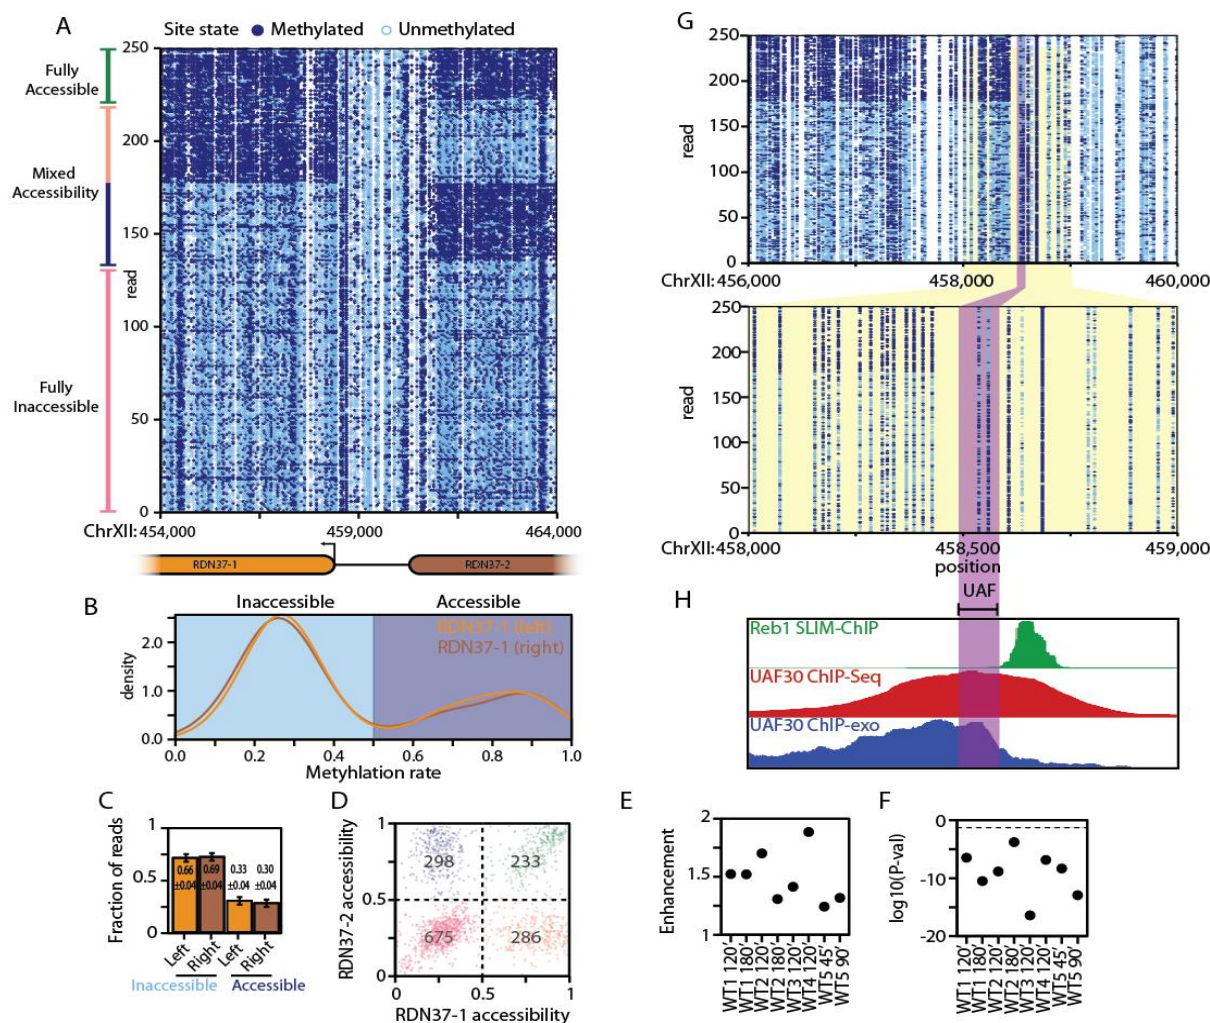 A
Site state Methylated Unmethylated
250
200
150
100
50
0
read
Fully
Accessible
Mixed
Accessibility
Fully
Inaccessible
ChrXII: 454,000 459,000 464,000
RDN37-1 RDN37-2
B
Inaccessible Accessible
RDN37-1 (left)
RDN37-1 (right)
density
2.0
1.0
0.0
0.0 0.2 0.4 0.6 0.8 1.0
Metyhlation rate
C
Fraction of reads
1
0.5
0
0.66 0.69 0.33 0.30
±0.04 ±0.04 ±0.04 ±0.04
Left Right Left Right
Inaccessible Accessible
D
RDN37-2 accessibility
1
0.5
0
298 233
675 286
0 0.5 1
RDN37-1 accessibility
G
read
250
200
150
100
50
0
ChrXII: 456,000 458,000 460,000
read
250
200
150
100
50
0
ChrXII: 458,000 458,500 459,000
position
UAF
H
Reb1 SLIM-ChIP
UAF30 ChIP-Seq
UAF30 ChIP-exo
E
Enhancement
2
1.5
1
WT1 120'
WT1 180'
WT2 120'
WT2 180'
WT3 120'
WT4 120'
WT5 45'
WT5 90'
F
log10(P-val)
0
-10
-20
WT1 120'
WT1 180'
WT2 120'
WT2 180'
WT3 120'
WT4 120'
WT5 45'
WT5 90'